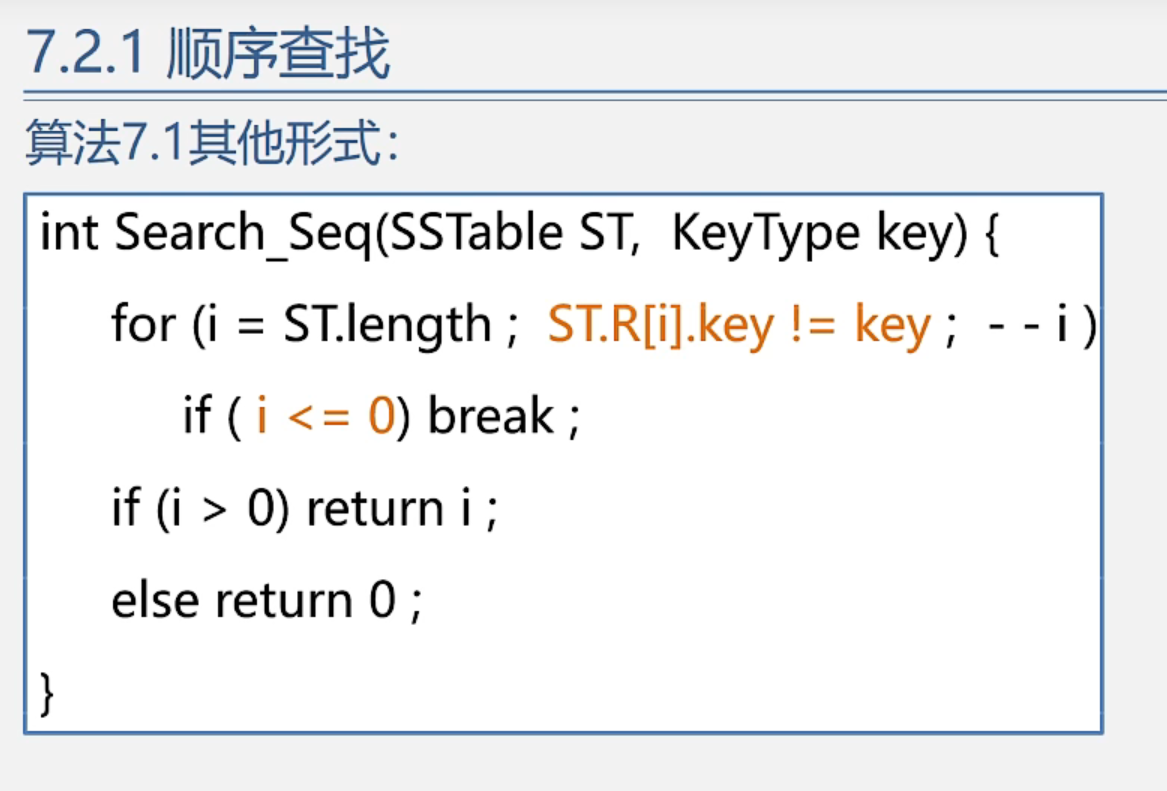 7.2.1 顺序查找
算法7.1其他形式：
int Search_Seq(SSTable ST,  KeyType key) {
for (i = ST.length ;  ST.R[i].key != key ;  - - i )
if ( i <= 0) break ;
if (i > 0) return i ;
else return 0 ;
}